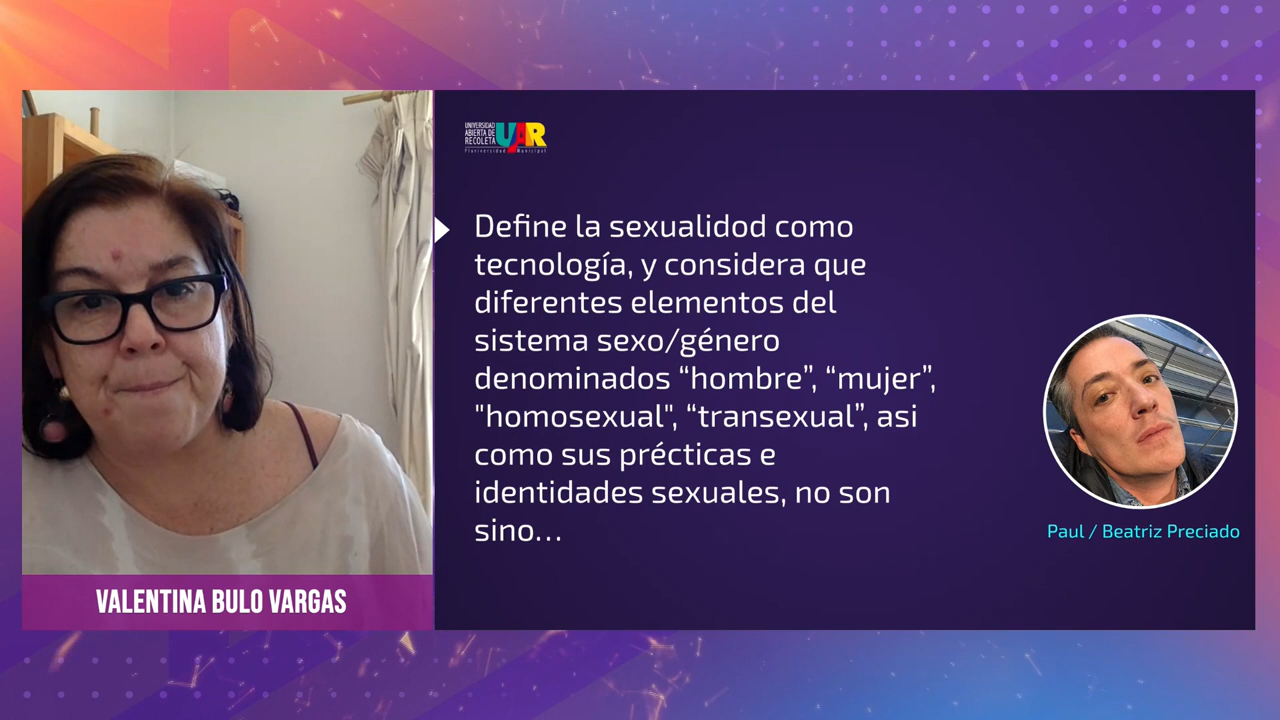 UNIVERSIDAD
ABIERTA DE
RECOLETA
UAR
Pluriversidad Municipal
Define la sexualidod como
tecnología, y considera que
diferentes elementos del
sistema sexo/género
denominados “hombre”, “mujer”,
"homosexual", “transexual”, asi
como sus précticas e
identidades sexuales, no son
sino...
Paul / Beatriz Preciado
VALENTINA BULO VARGAS